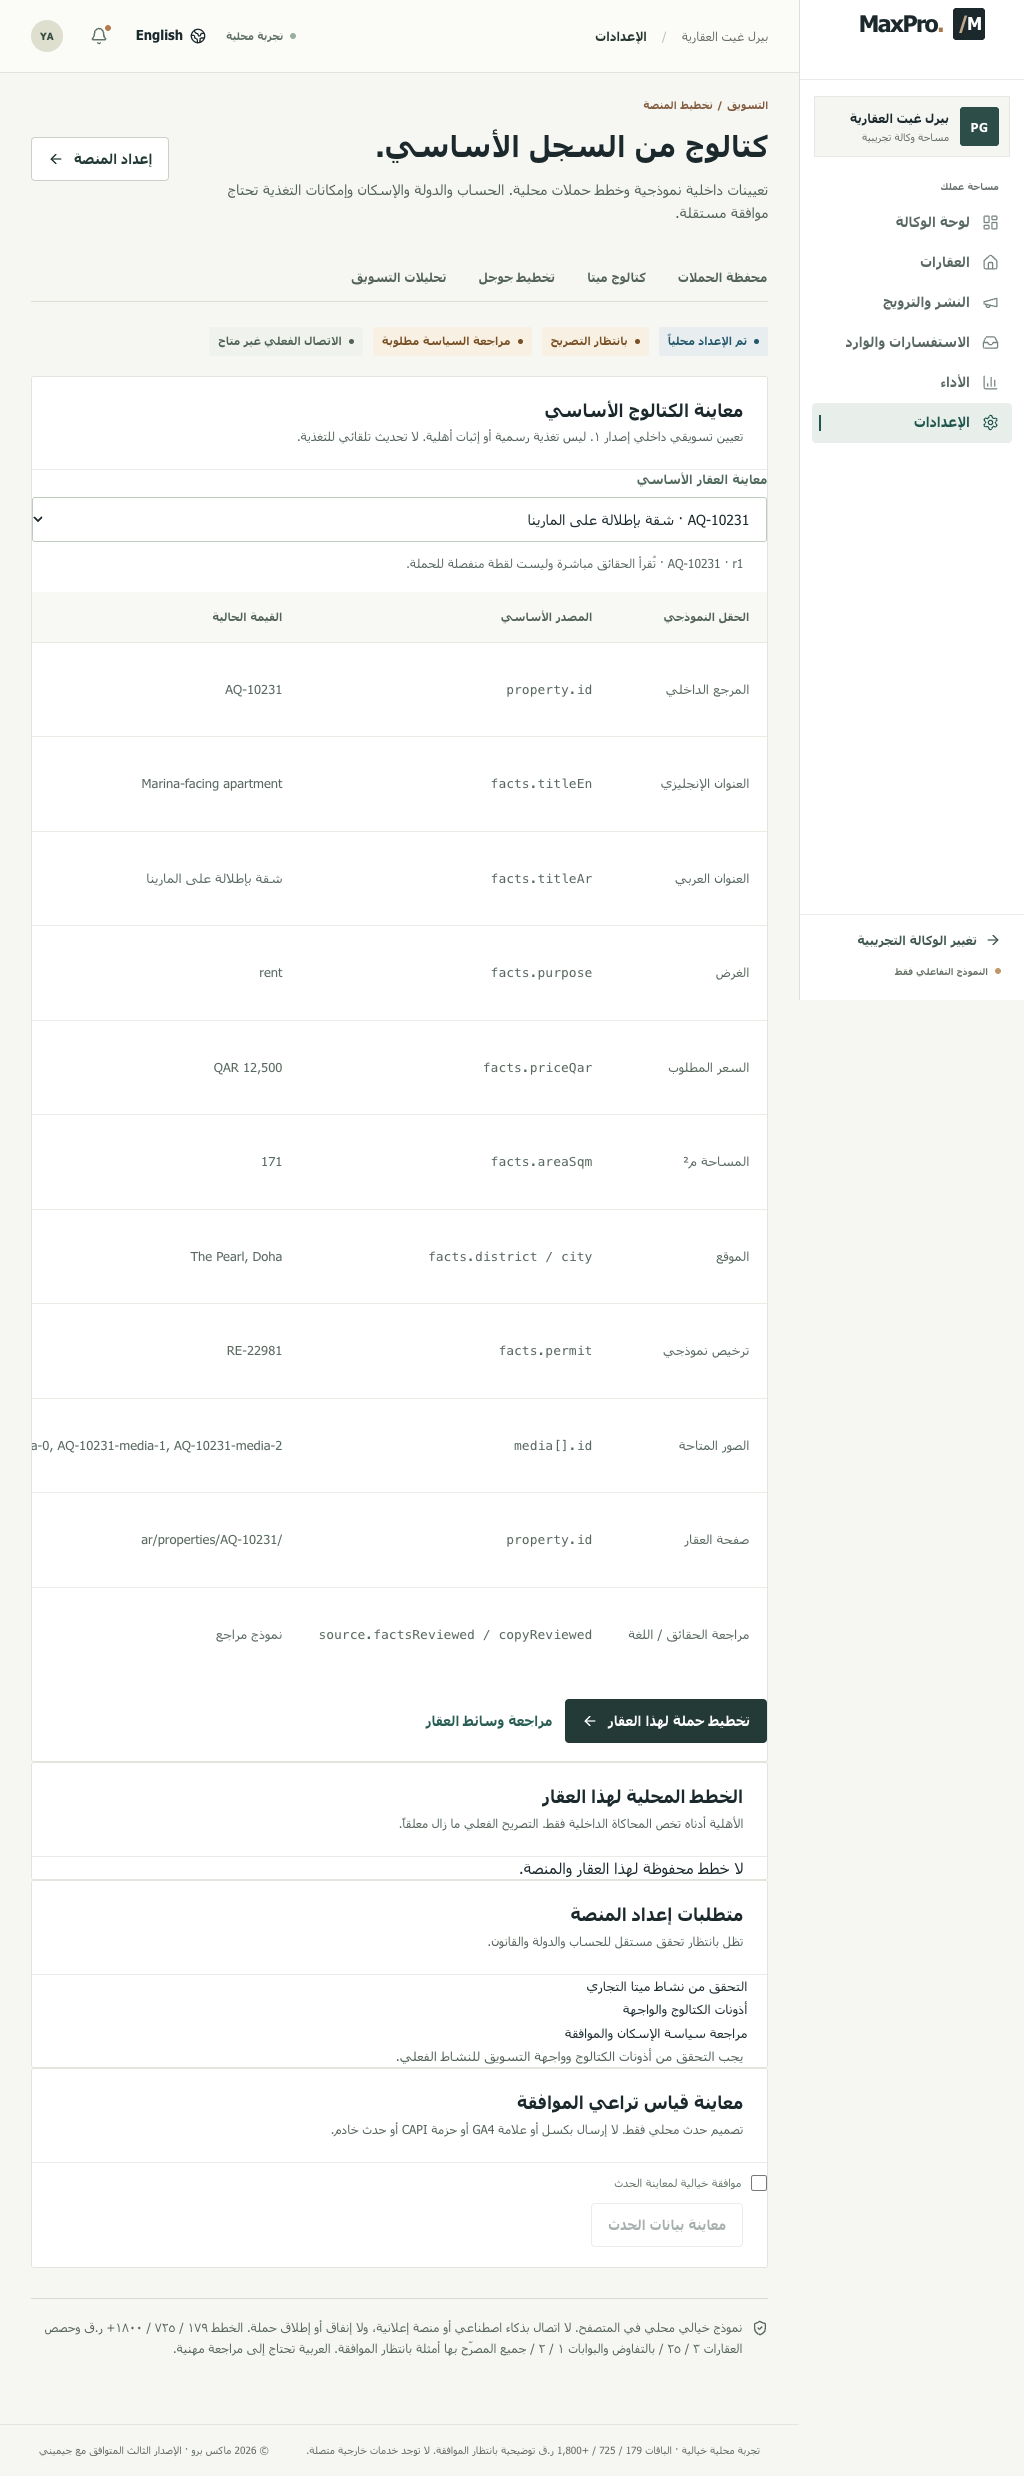 MaxPro. /M
PG
بيرل غيت العقارية
مساحة وكالة تجريبية
مساحة عملك
لوحة الوكالة
العقارات
النشر والترويج
الاستفسارات والوارد
الأداء
الإعدادات
تغيير الوكالة التجريبية
النموذج التفاعلي فقط
بيرل غيت العقارية / الإعدادات
تجربة محلية
English
YA
التسويق / تخطيط المنصة
كتالوج من السجل الأساسي.
تعيينات داخلية نموذجية وخطط حملات محلية. الحساب والدولة والإسكان وإمكانات التغذية تحتاج
موافقة مستقلة.
إعداد المنصة
محفظة الحملات
كتالوج ميتا
تخطيط جوجل
تحليلات التسويق
تم الإعداد محلياً
بانتظار التصريح
مراجعة السياسة مطلوبة
الاتصال الفعلي غير متاح
معاينة الكتالوج الأساسي
تعيين تسويقي داخلي إصدار ١. ليس تغذية رسمية أو إثبات أهلية. لا تحديث تلقائي للتغذية.
معاينة العقار الأساسي
AQ-10231 · شقة بإطلالة على المارينا
AQ-10231 · r1 · تُقرأ الحقائق مباشرة وليست لقطة منفصلة للحملة.
الحقل النموذجي المصدر الأساسي القيمة الحالية
المرجع الداخلي property.id AQ-10231
العنوان الإنجليزي facts.titleEn Marina-facing apartment
العنوان العربي facts.titleAr شقة بإطلالة على المارينا
الغرض facts.purpose rent
السعر المطلوب facts.priceQar QAR 12,500
المساحة م² facts.areaSqm 171
الموقع facts.district / city The Pearl, Doha
ترخيص نموذجي facts.permit RE-22981
الصور المتاحة media[].id a-0, AQ-10231-media-1, AQ-10231-media-2
صفحة العقار property.id ar/properties/AQ-10231/
مراجعة الحقائق / اللغة source.factsReviewed / copyReviewed نموذج مراجع
تخطيط حملة لهذا العقار
مراجعة وسائط العقار
الخطط المحلية لهذا العقار
الأهلية أدناه تخص المحاكاة الداخلية فقط. التصريح الفعلي ما زال معلقاً.
لا خطط محفوظة لهذا العقار والمنصة.
متطلبات إعداد المنصة
تظل بانتظار تحقق مستقل للحساب والدولة والقانون.
التحقق من نشاط ميتا التجاري
أذونات الكتالوج والواجهة
مراجعة سياسة الإسكان والموافقة
يجب التحقق من أذونات الكتالوج وواجهة التسويق للنشاط الفعلي.
معاينة قياس تراعي الموافقة
تصميم حدث محلي فقط. لا إرسال بكسل أو علامة GA4 أو حزمة CAPI أو حدث خادم.
موافقة خيالية لمعاينة الحدث
معاينة بيانات الحدث
نموذج خيالي محلي في المتصفح. لا اتصال بذكاء اصطناعي أو منصة إعلانية، ولا إنفاق أو إطلاق حملة. الخطط ١٧٩ / ٧٢٥ / ١٨٠٠+ ر.ق وحصص
العقارات ٣ / ٢٥ / بالتفاوض والبوابات ١ / ٢ / جميع المصرّح بها أمثلة بانتظار الموافقة. العربية تحتاج إلى مراجعة مهنية.
تجربة محلية خيالية · الباقات 179 / 725 / +1,800 ر.ق توضيحية بانتظار الموافقة. لا توجد خدمات خارجية متصلة.
© 2026 ماكس برو · الإصدار الثالث المتوافق مع جيميني